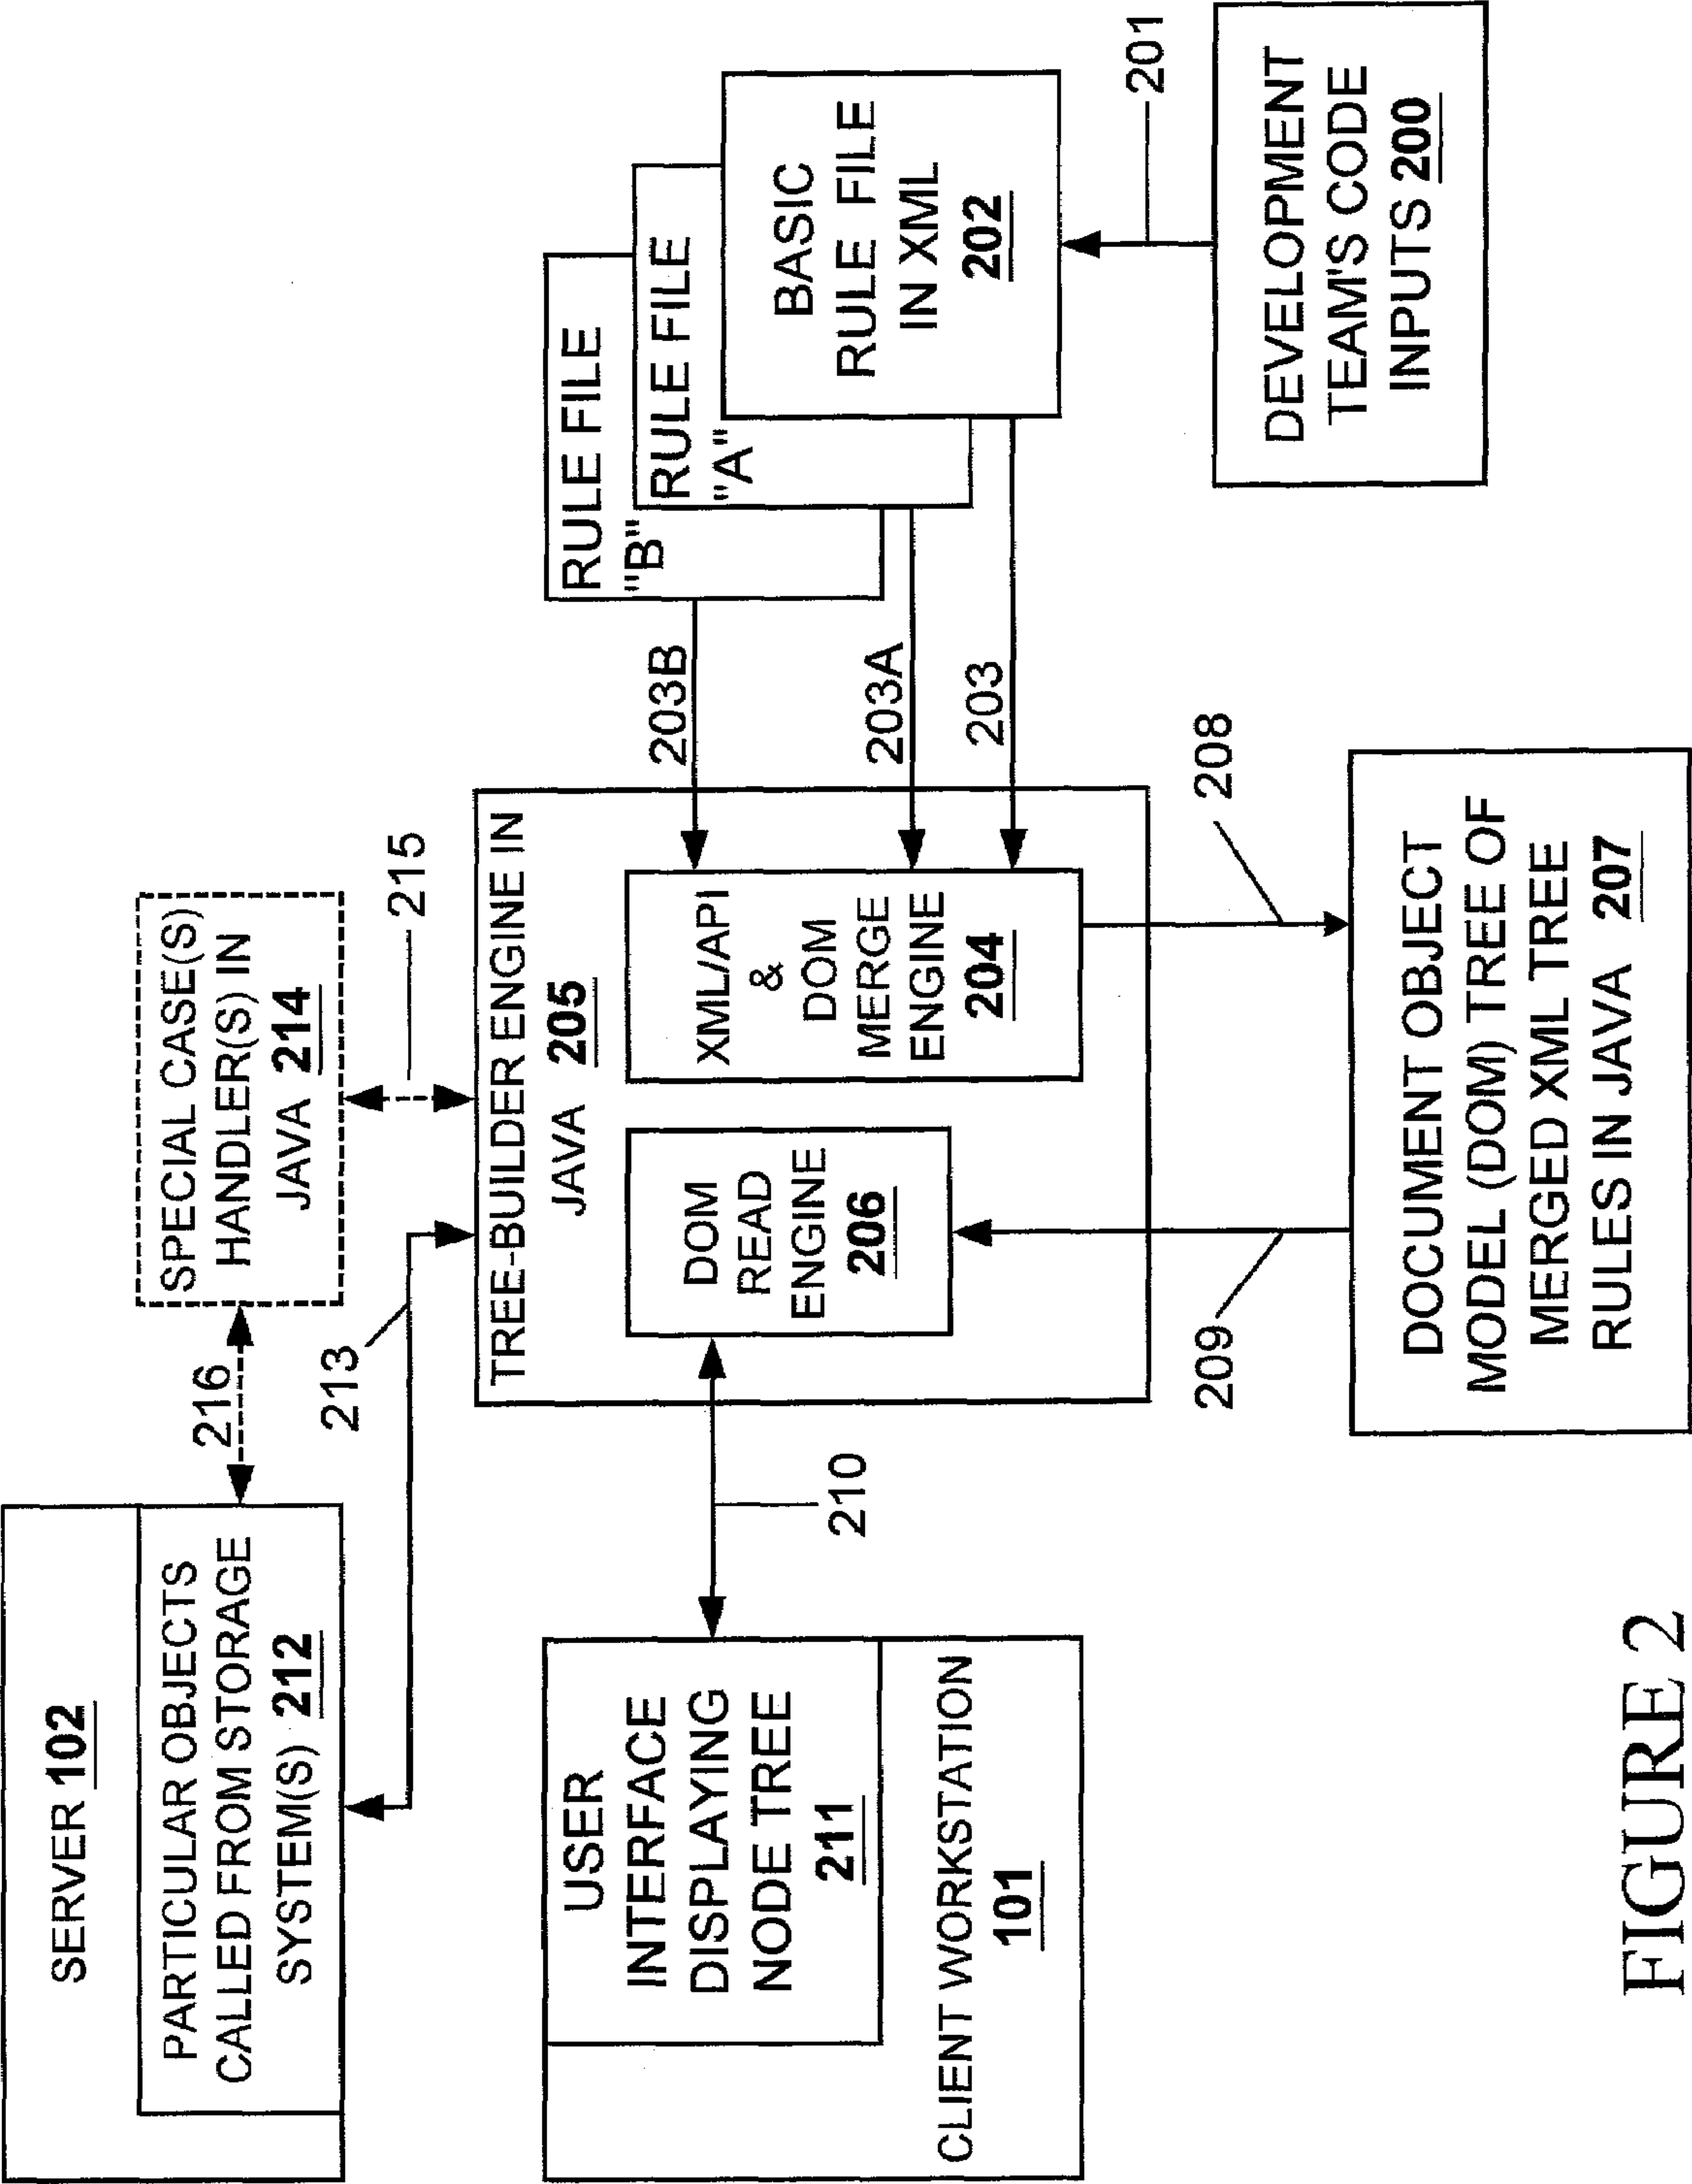 SERVER 102
PARTICULAR OBJECTS
CALLED FROM STORAGE
SYSTEM(S) 212
216
SPECIAL CASE(S)
HANDLER(S) IN
JAVA 214
213
215
USER
INTERFACE
DISPLAYING
NODE TREE
211
CLIENT WORKSTATION
101
210
TREE-BUILDER ENGINE IN
JAVA 205
DOM
READ
ENGINE
206
XML/API
&
DOM
MERGE
ENGINE
204
203B
203A
203
RULE FILE
"B"
RULE FILE
"A"
BASIC
RULE FILE
IN XML
202
201
DEVELOPMENT
TEAM'S CODE
INPUTS 200
209
208
DOCUMENT OBJECT
MODEL (DOM) TREE OF
MERGED XML TREE
RULES IN JAVA 207
FIGURE 2